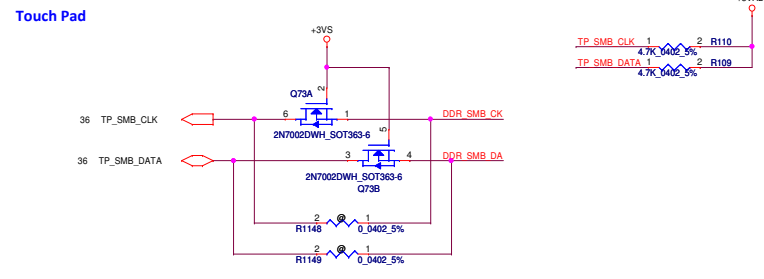 Touch Pad
+3VS
TP_SMB_CLK 1 2 R110
4.7K_0402_5%
TP_SMB_DATA 1 2 R109
4.7K_0402_5%
2
Q73A
36 TP_SMB_CLK 6 1 DDR_SMB_CK
2N7002DWH_SOT363-6
5
36 TP_SMB_DATA 3 4 DDR_SMB_DA
2N7002DWH_SOT363-6
Q73B
2 @ 1
R1148 0_0402_5%
2 @ 1
R1149 0_0402_5%